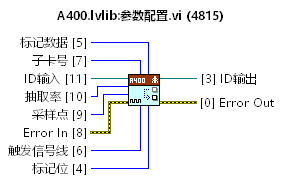 A400.lvlib:参数配置.vi (4815)
标记数据 [5]
子卡号 [7]
ID输入 [11]
抽取率 [10]
采样点 [9]
Error In [8]
触发信号线 [6]
标记位 [4]
A400
[3] ID输出
[0] Error Out